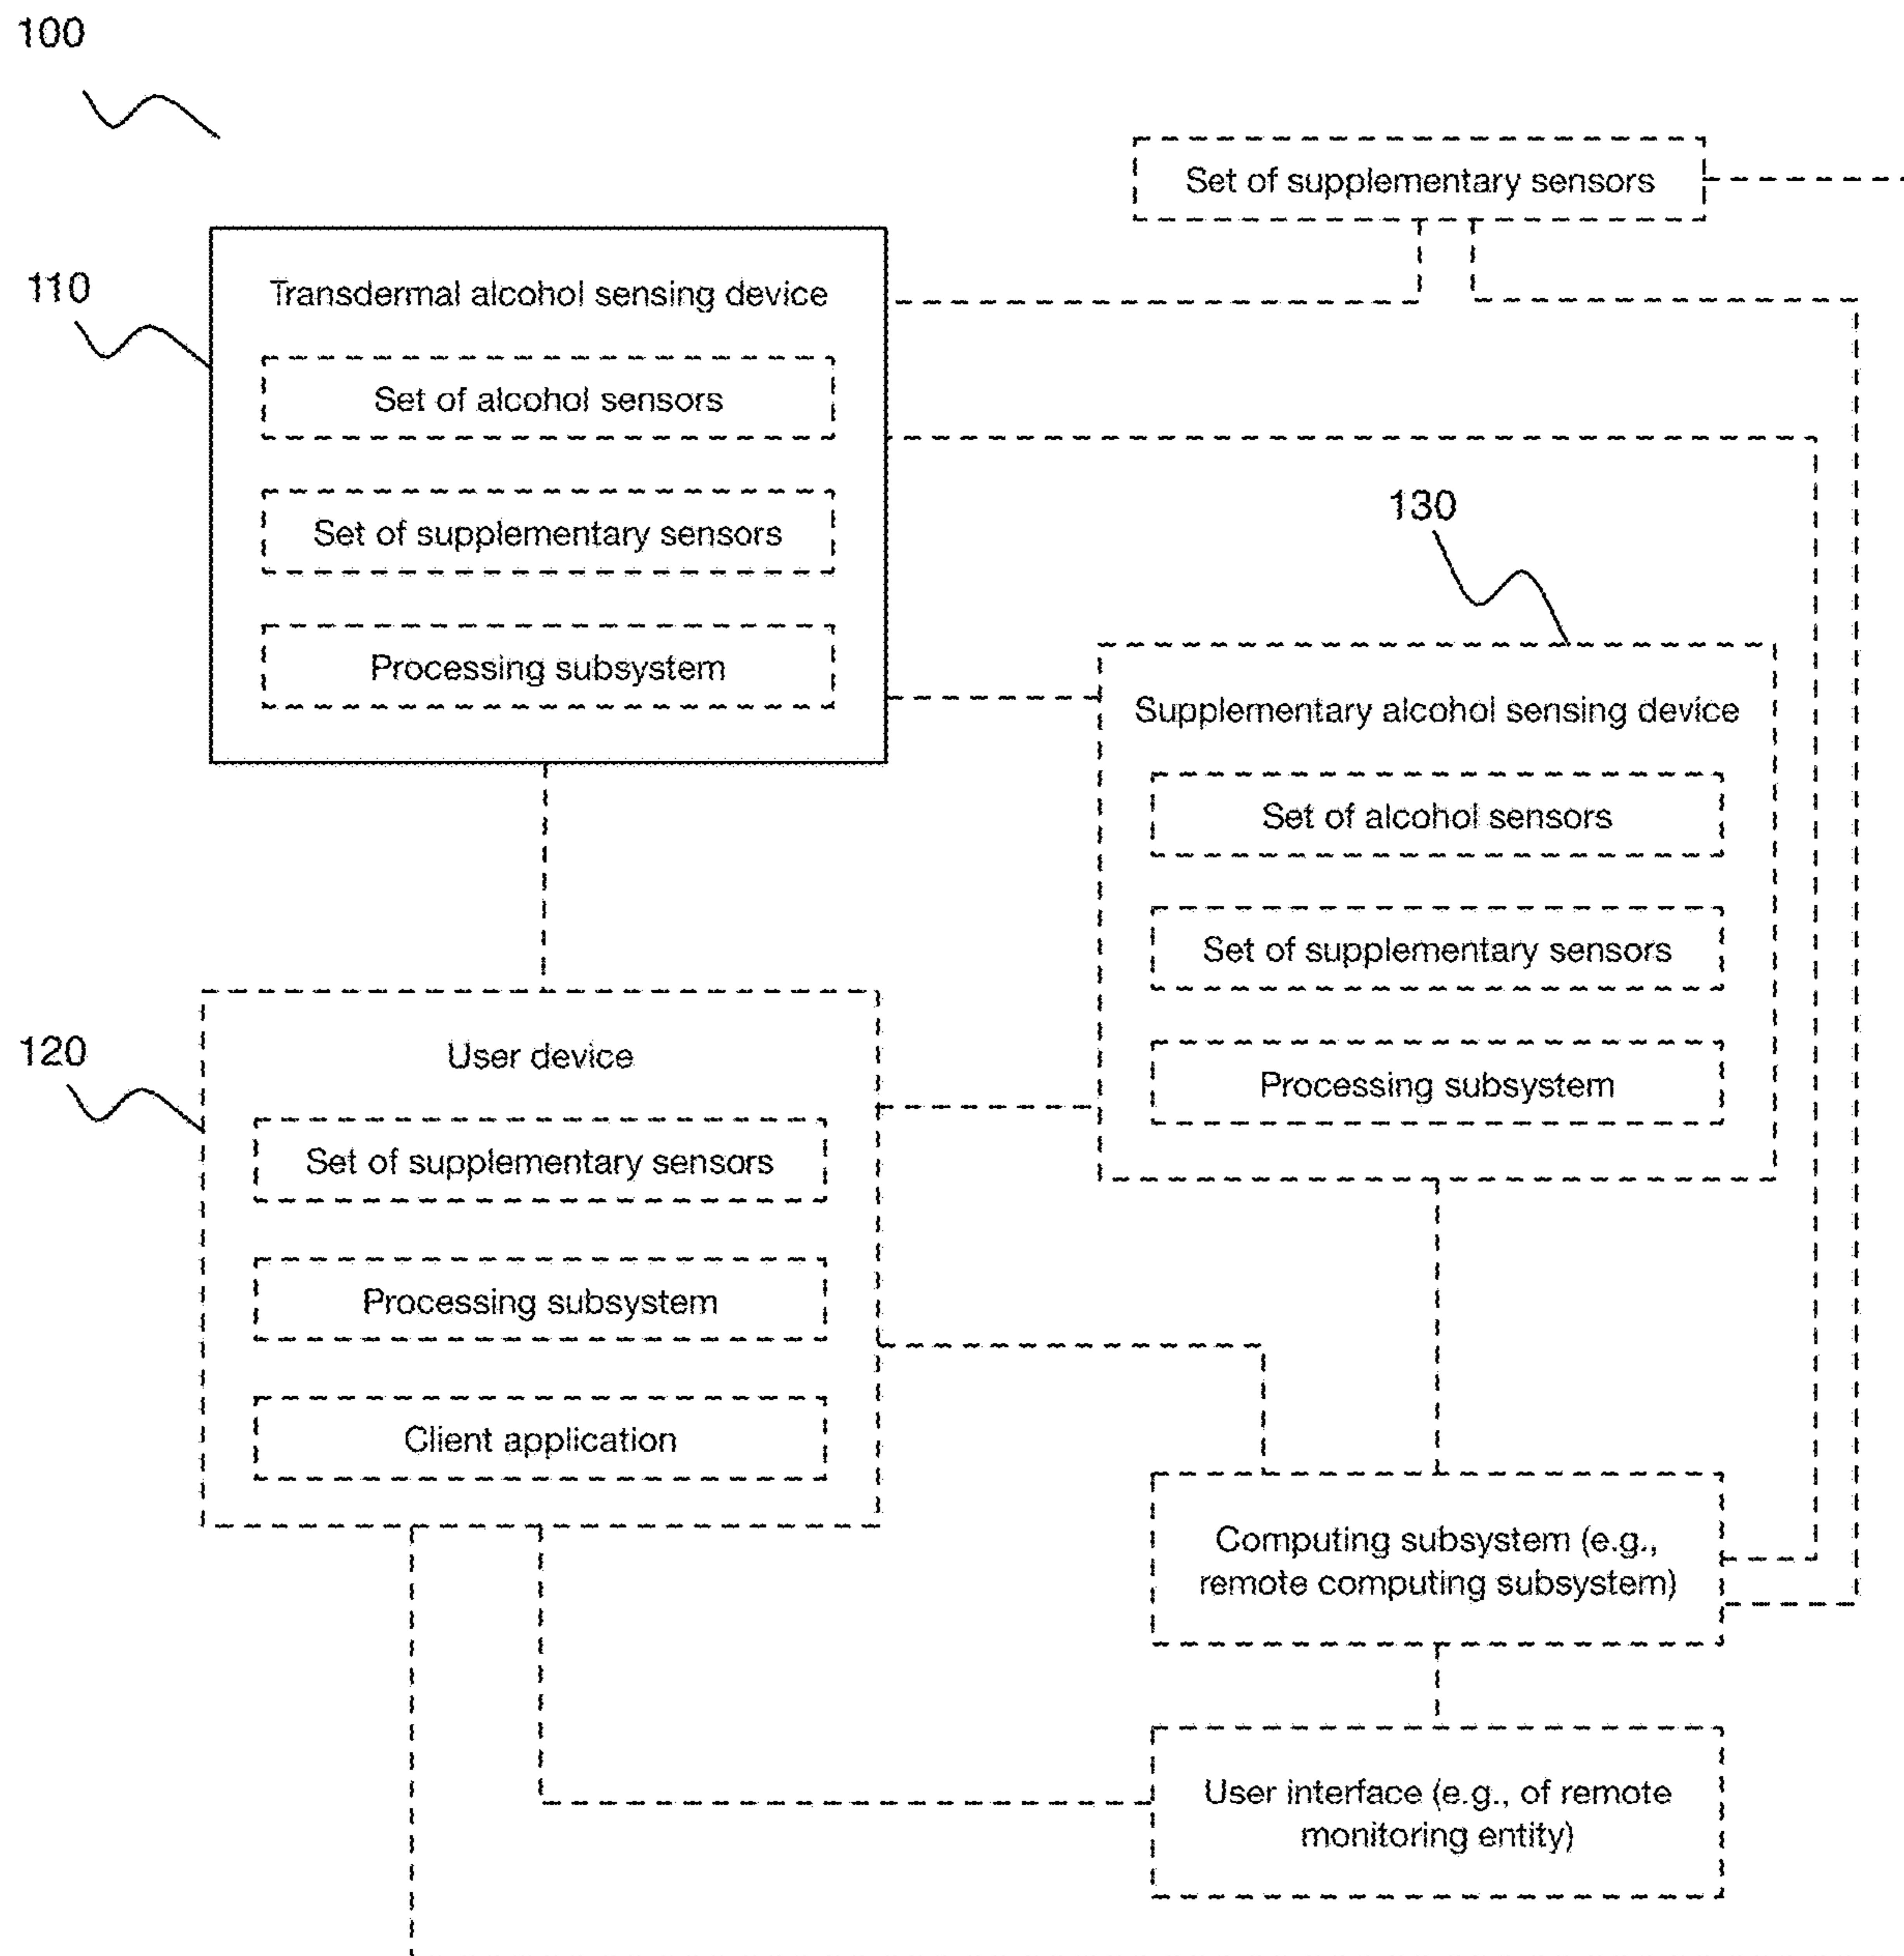 100
Set of supplementary sensors
110
Transdermal alcohol sensing device
Set of alcohol sensors
Set of supplementary sensors
Processing subsystem
130
Supplementary alcohol sensing device
Set of alcohol sensors
Set of supplementary sensors
Processing subsystem
120
User device
Set of supplementary sensors
Processing subsystem
Client application
Computing subsystem (e.g.,
remote computing subsystem)
User interface (e.g., of remote
monitoring entity)